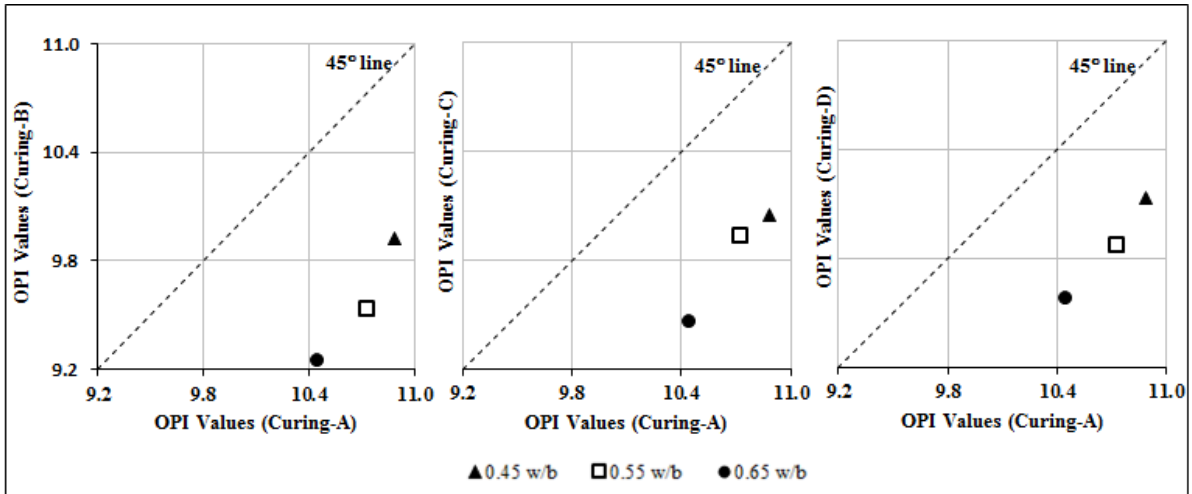 OPI Values (Curing-B)
11.0
10.4
9.8
9.2
45° line
9.2 9.8 10.4 11.0
OPI Values (Curing-A)
OPI Values (Curing-C)
45° line
9.2 9.8 10.4 11.0
OPI Values (Curing-A)
OPI Values (Curing-D)
45° line
9.2 9.8 10.4 11.0
OPI Values (Curing-A)
0.45 w/b 0.55 w/b 0.65 w/b